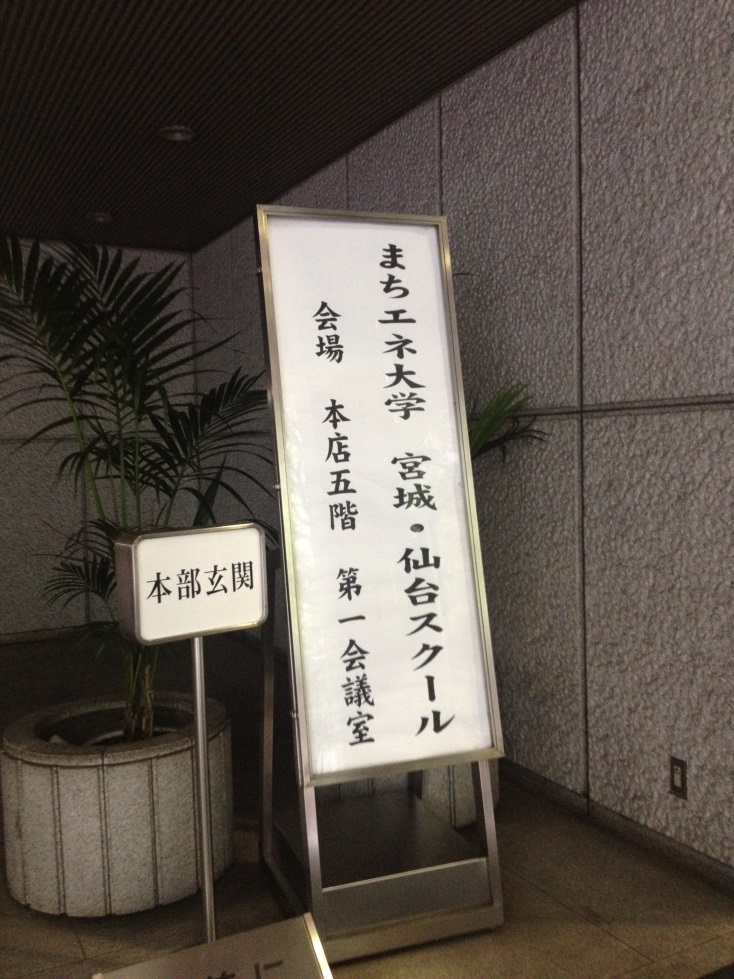 まちエネ大学 宮城・仙台スクール
会場 本店五階 第一会議室
本部玄関
に